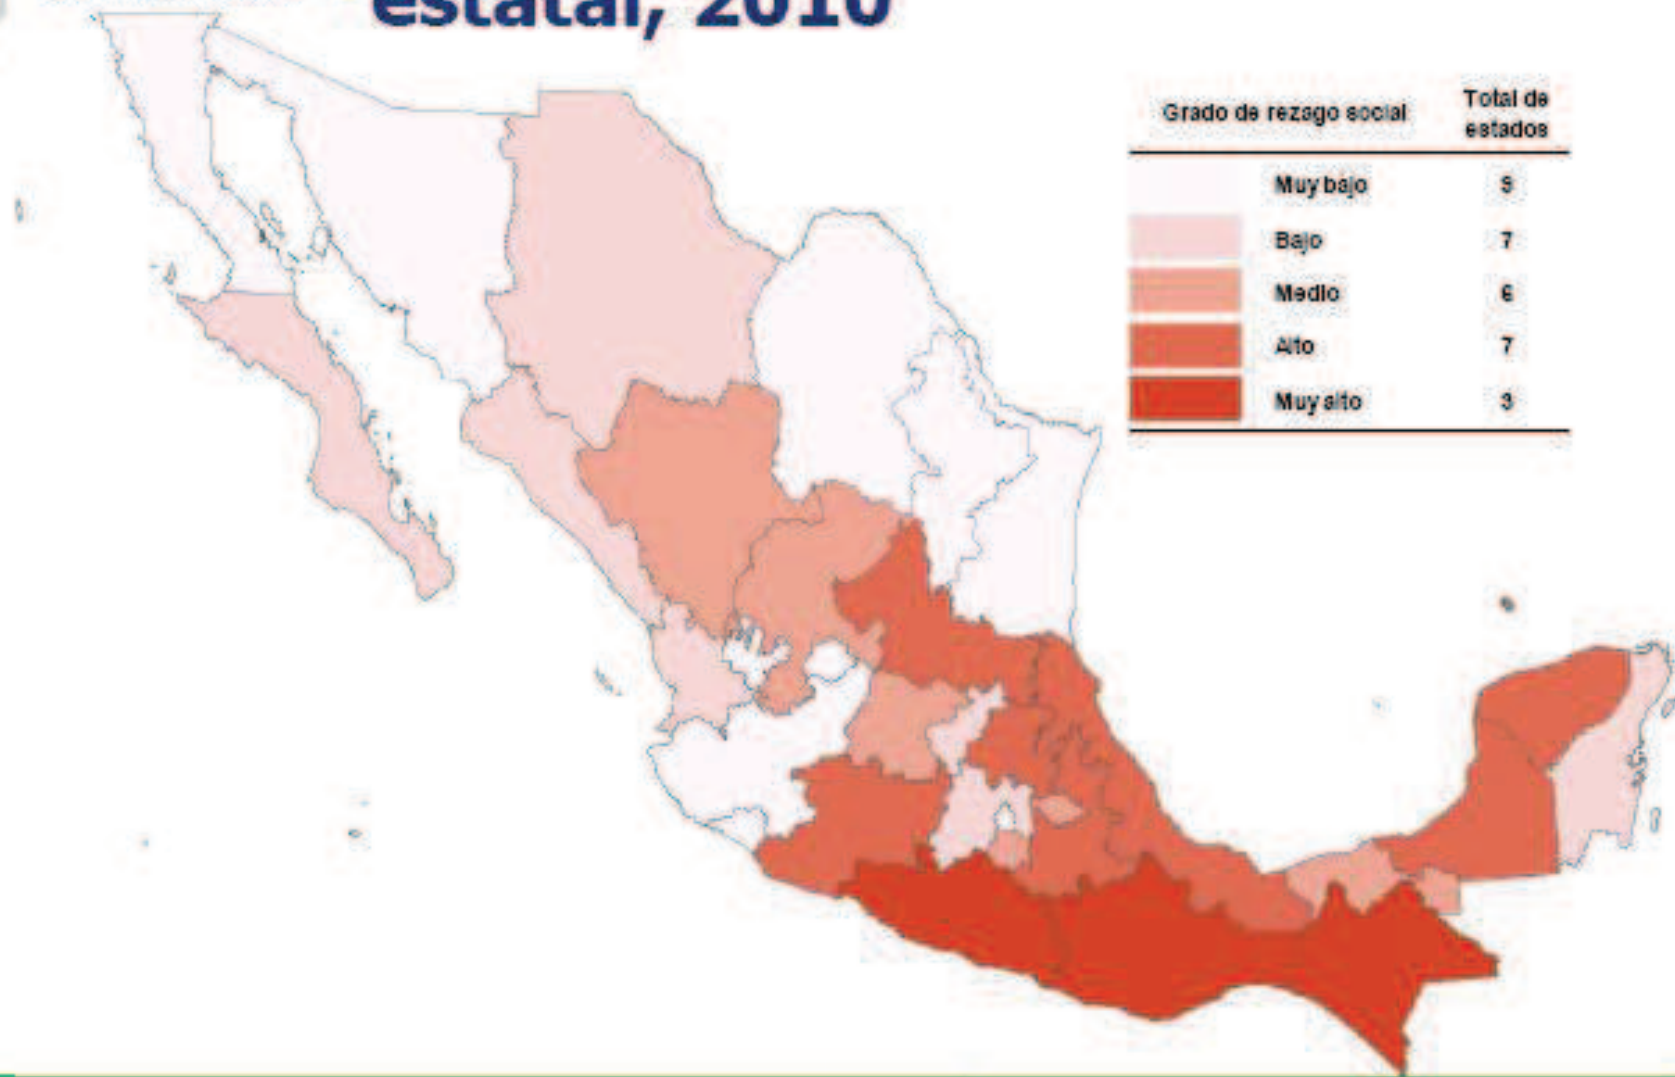 estatal, 2010
Grado de rezago social Total de estados
Muy bajo 9
Bajo 7
Medio 6
Alto 7
Muy alto 3